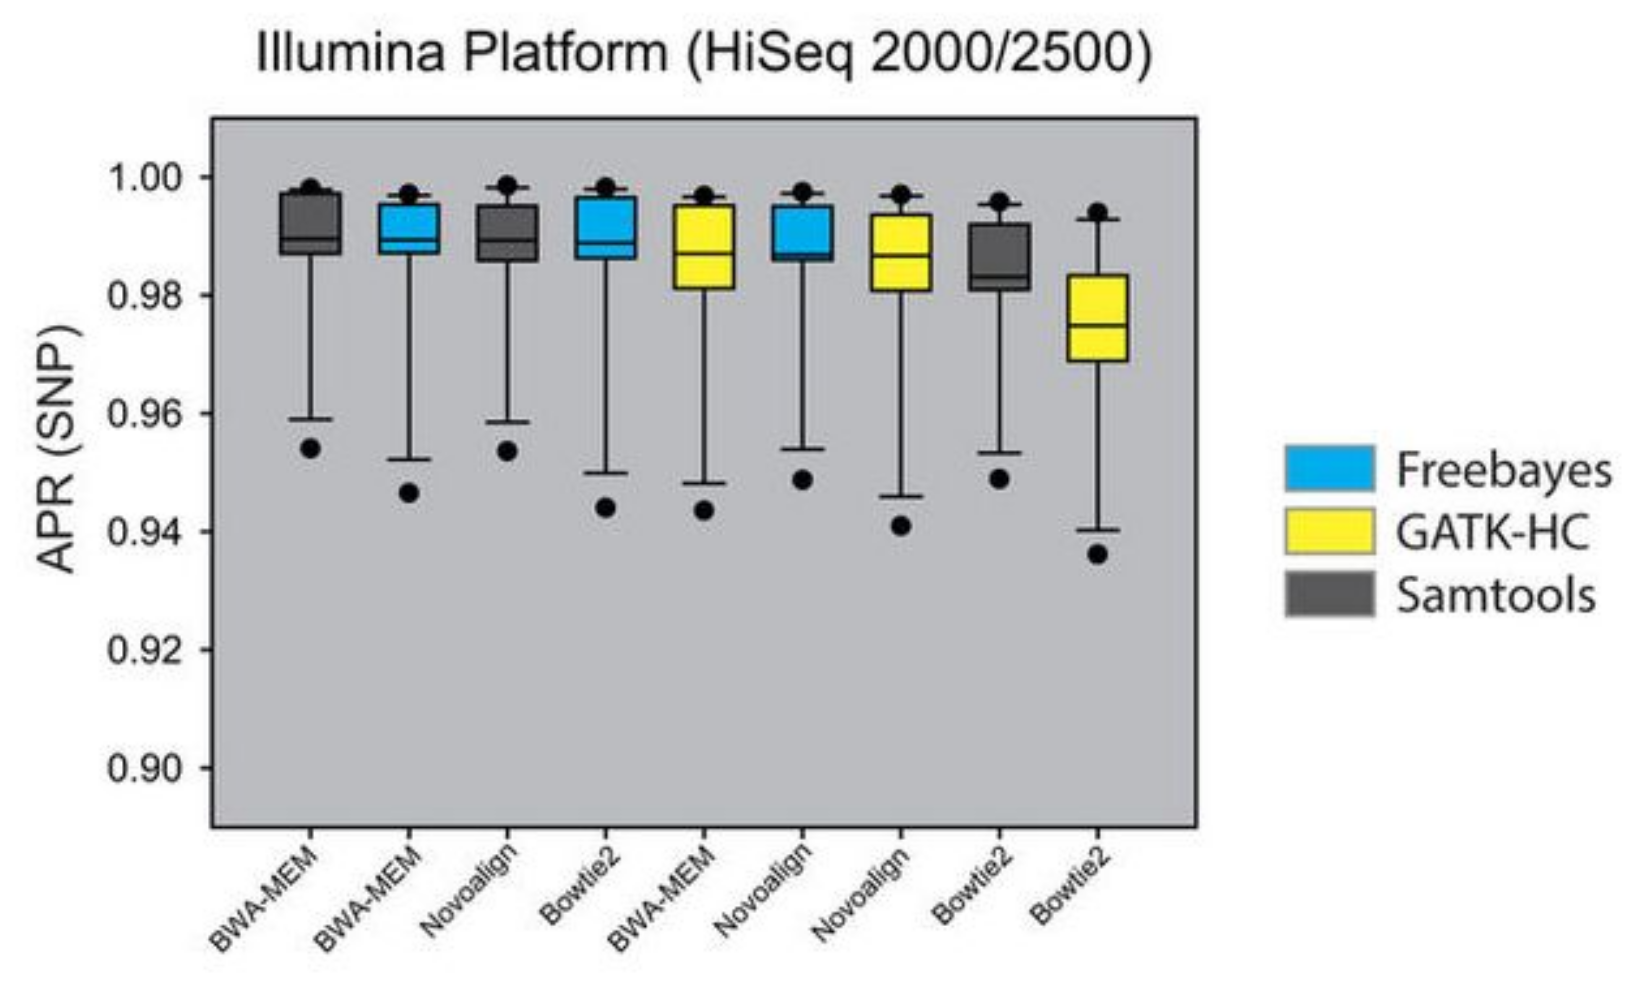 Illumina Platform (HiSeq 2000/2500)
APR (SNP)
1.00
0.98
0.96
0.94
0.92
0.90
BWA-MEM
BWA-MEM
Novoalign
Bowtie2
BWA-MEM
Novoalign
Novoalign
Bowtie2
Bowtie2
Freebayes
GATK-HC
Samtools